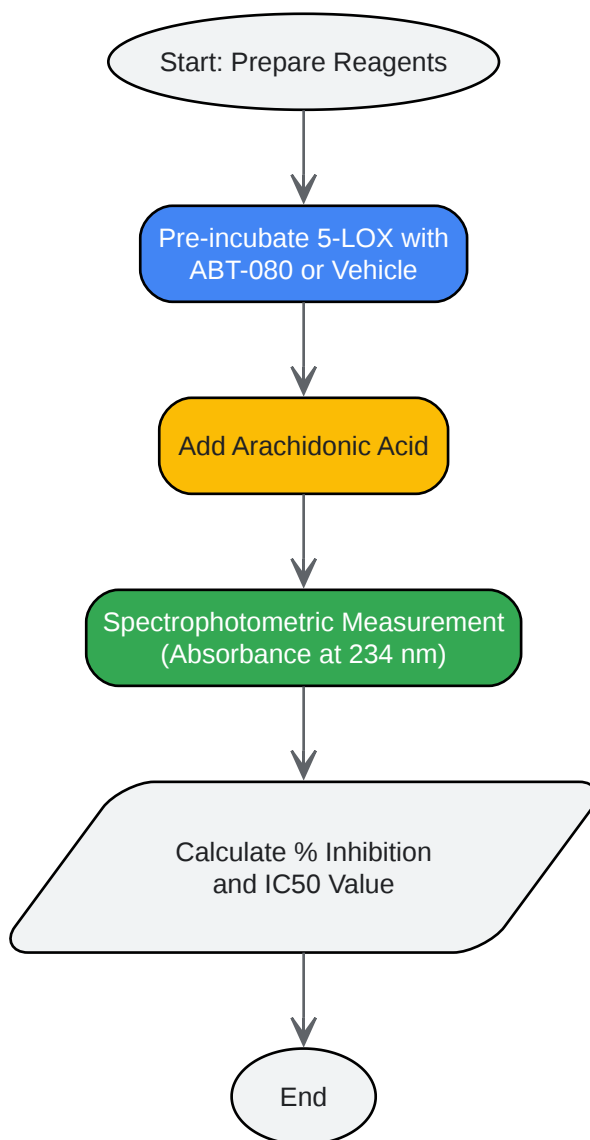 Start: Prepare Reagents
Pre-incubate 5-LOX with
ABT-080 or Vehicle
Add Arachidonic Acid
Spectrophotometric Measurement
(Absorbance at 234 nm)
Calculate % Inhibition
and IC50 Value
End